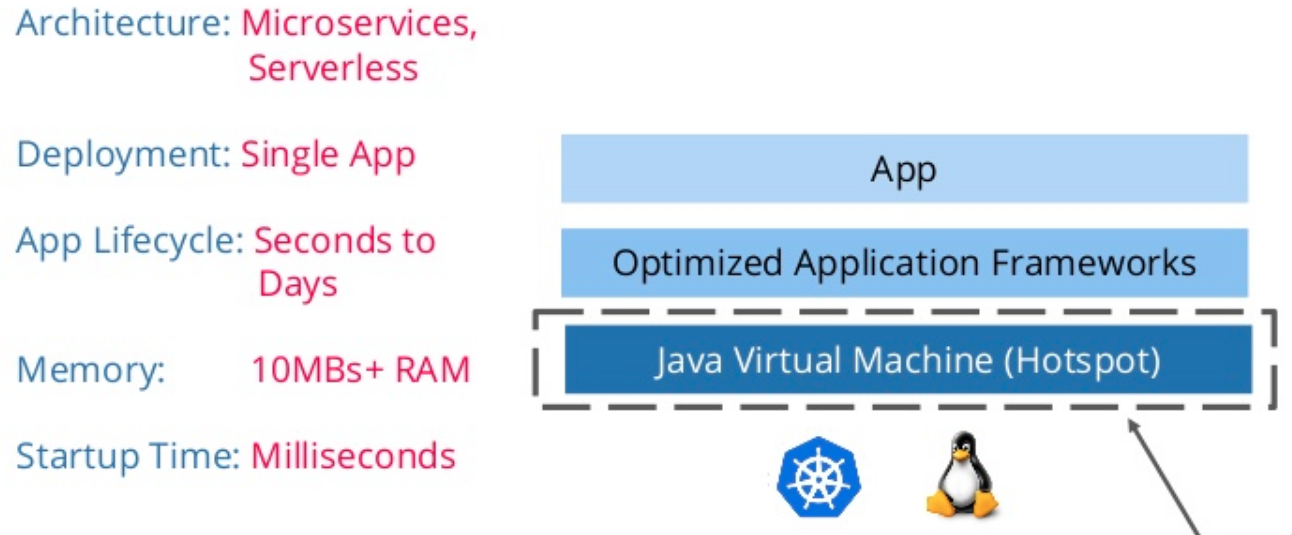 Architecture: Microservices,
Serverless
Deployment: Single App
App Lifecycle: Seconds to
Days
Memory: 10MBs+ RAM
Startup Time: Milliseconds
App
Optimized Application Frameworks
Java Virtual Machine (Hotspot)